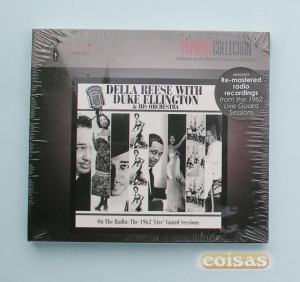 PREMIER COLLECTION
DELLA REESE WITH
DUKE ELLINGTON
& HIS ORCHESTRA
Re-mastered
radio
recordings
from the 1962
Live Guard
Sessions
On The Radio: The 1962 'Live' Guard Sessions
coisas